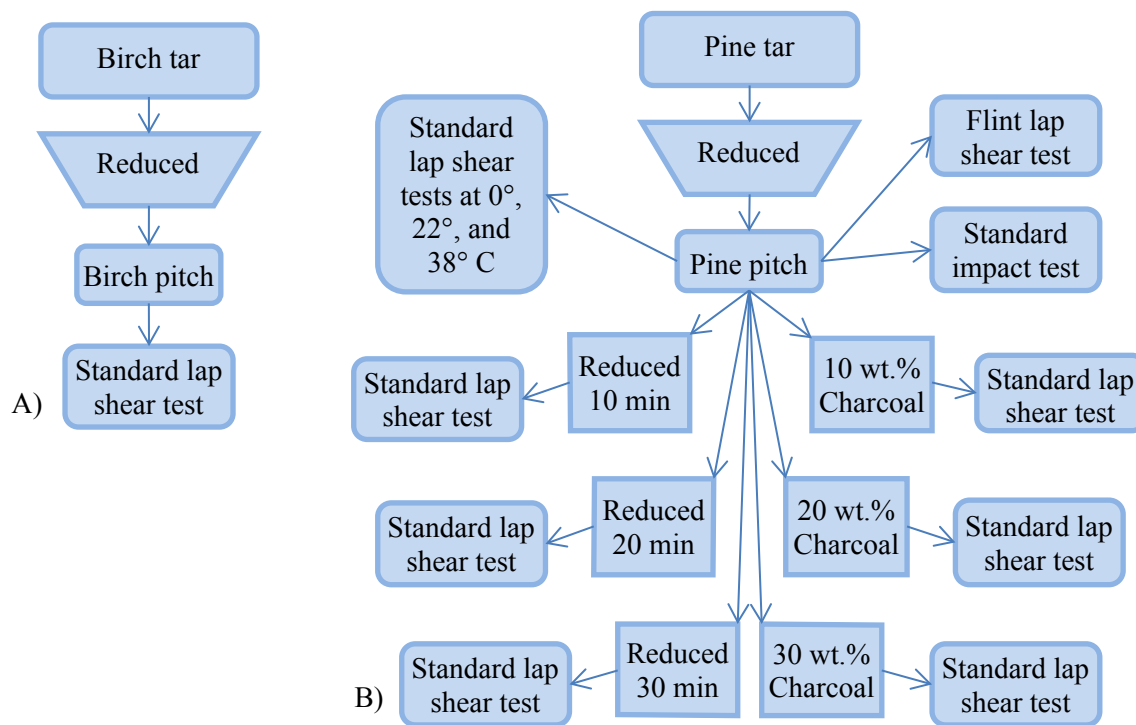 Birch tar
Reduced
Birch pitch
Standard lap
shear test
A)
Pine tar
Reduced
Pine pitch
Standard
lap shear
tests at 0°,
22°, and
38° C
Flint lap
shear test
Standard
impact test
Reduced
10 min
Standard lap
shear test
10 wt.%
Charcoal
Standard lap
shear test
Reduced
20 min
Standard lap
shear test
20 wt.%
Charcoal
Standard lap
shear test
Reduced
30 min
Standard lap
shear test
30 wt.%
Charcoal
Standard lap
shear test
B)